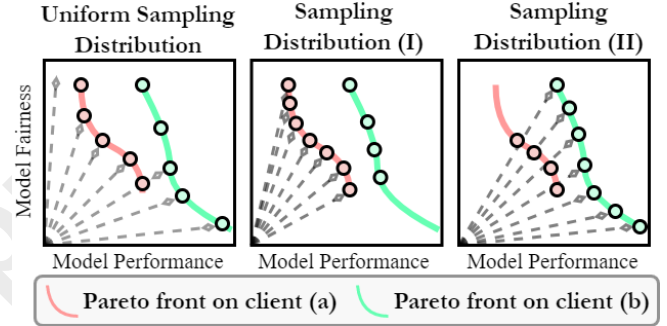 Uniform Sampling
Distribution
Sampling
Distribution (I)
Sampling
Distribution (II)
Model Fairness
Model Performance
Model Performance
Model Performance
Pareto front on client (a)
Pareto front on client (b)